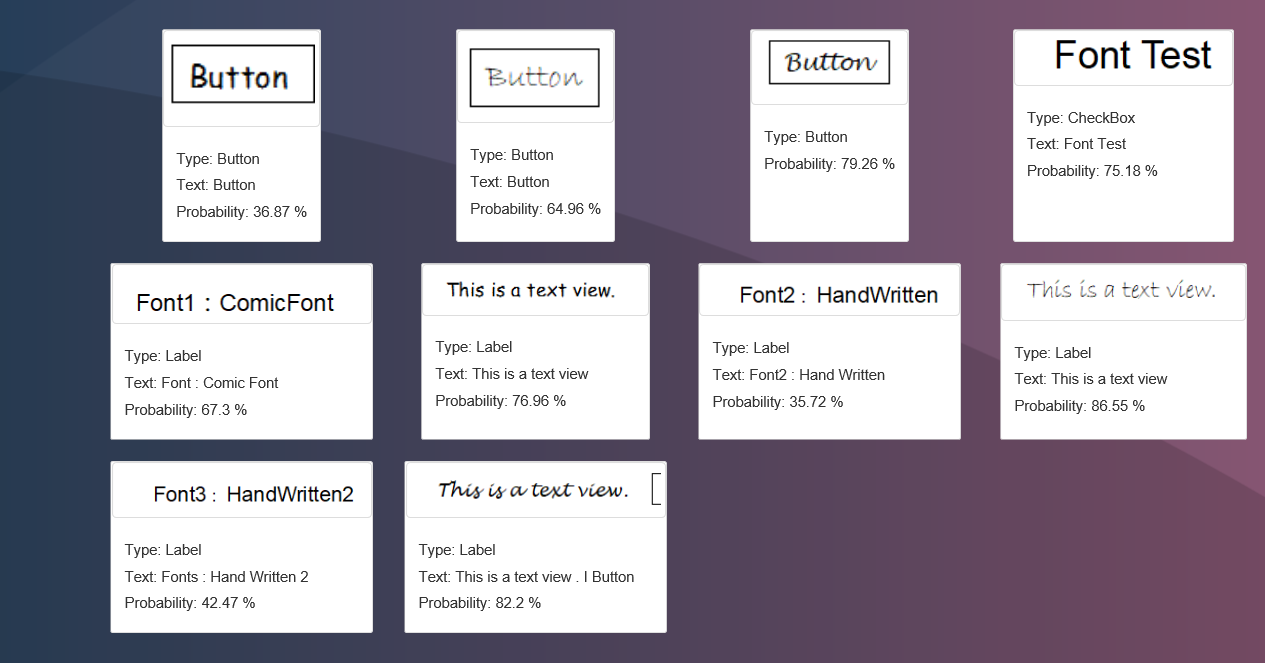 Button
Type: Button
Text: Button
Probability: 36.87 %
Button
Type: Button
Text: Button
Probability: 64.96 %
Button
Type: Button
Probability: 79.26 %
Font Test
Type: CheckBox
Text: Font Test
Probability: 75.18 %
Font1 : ComicFont
Type: Label
Text: Font : Comic Font
Probability: 67.3 %
This is a text view.
Type: Label
Text: This is a text view
Probability: 76.96 %
Font2 : HandWritten
Type: Label
Text: Font2 : Hand Written
Probability: 35.72 %
This is a text view.
Type: Label
Text: This is a text view
Probability: 86.55 %
Font3 : HandWritten2
Type: Label
Text: Fonts : Hand Written 2
Probability: 42.47 %
This is a text view.
Type: Label
Text: This is a text view . I Button
Probability: 82.2 %